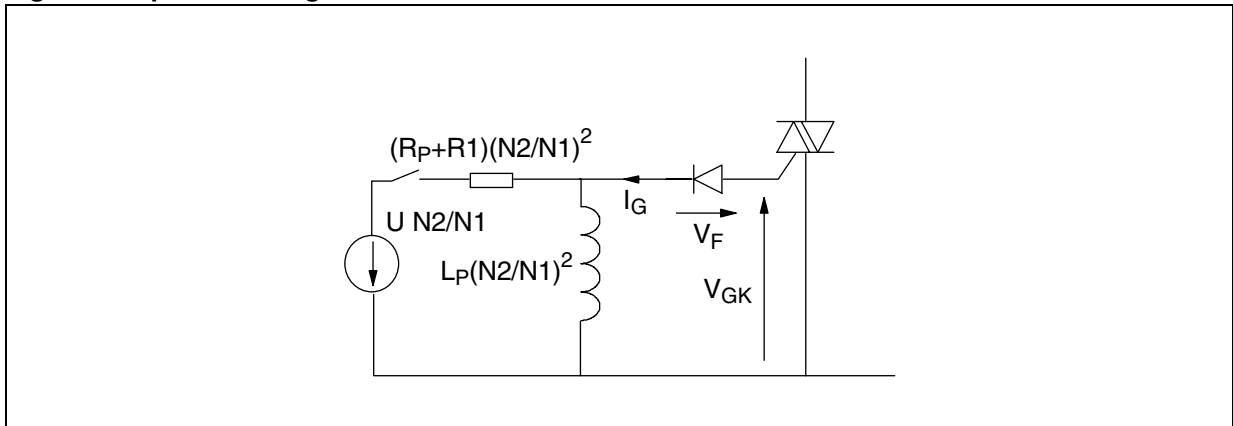 (RP+R1)(N2/N1)2
U N2/N1
LP(N2/N1)2
IG
VF
VGK